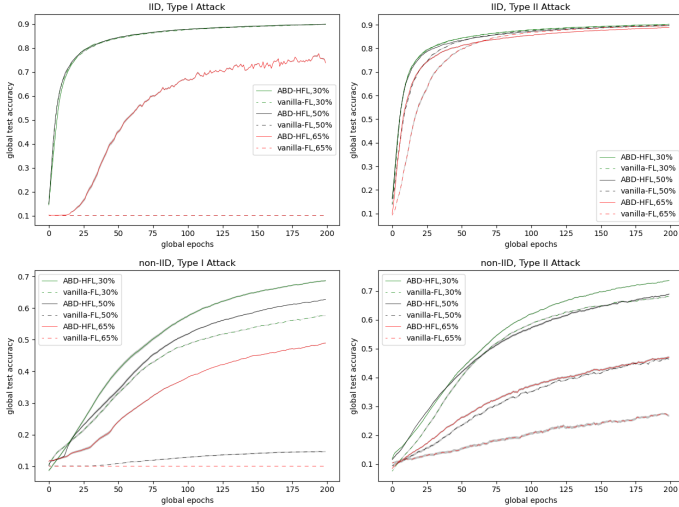 IID, Type I Attack
global test accuracy
0.9
0.8
0.7
0.6
0.5
0.4
0.3
0.2
0.1
ABD-HFL,30%
vanilla-FL,30%
ABD-HFL,50%
vanilla-FL,50%
ABD-HFL,65%
vanilla-FL,65%
0 25 50 75 100 125 150 175 200
global epochs
IID, Type II Attack
global test accuracy
0.9
0.8
0.7
0.6
0.5
0.4
0.3
0.2
0.1
ABD-HFL,30%
vanilla-FL,30%
ABD-HFL,50%
vanilla-FL,50%
ABD-HFL,65%
vanilla-FL,65%
0 25 50 75 100 125 150 175 200
global epochs
non-IID, Type I Attack
global test accuracy
0.7
0.6
0.5
0.4
0.3
0.2
0.1
ABD-HFL,30%
vanilla-FL,30%
ABD-HFL,50%
vanilla-FL,50%
ABD-HFL,65%
vanilla-FL,65%
0 25 50 75 100 125 150 175 200
global epochs
non-IID, Type II Attack
global test accuracy
0.7
0.6
0.5
0.4
0.3
0.2
0.1
ABD-HFL,30%
vanilla-FL,30%
ABD-HFL,50%
vanilla-FL,50%
ABD-HFL,65%
vanilla-FL,65%
0 25 50 75 100 125 150 175 200
global epochs